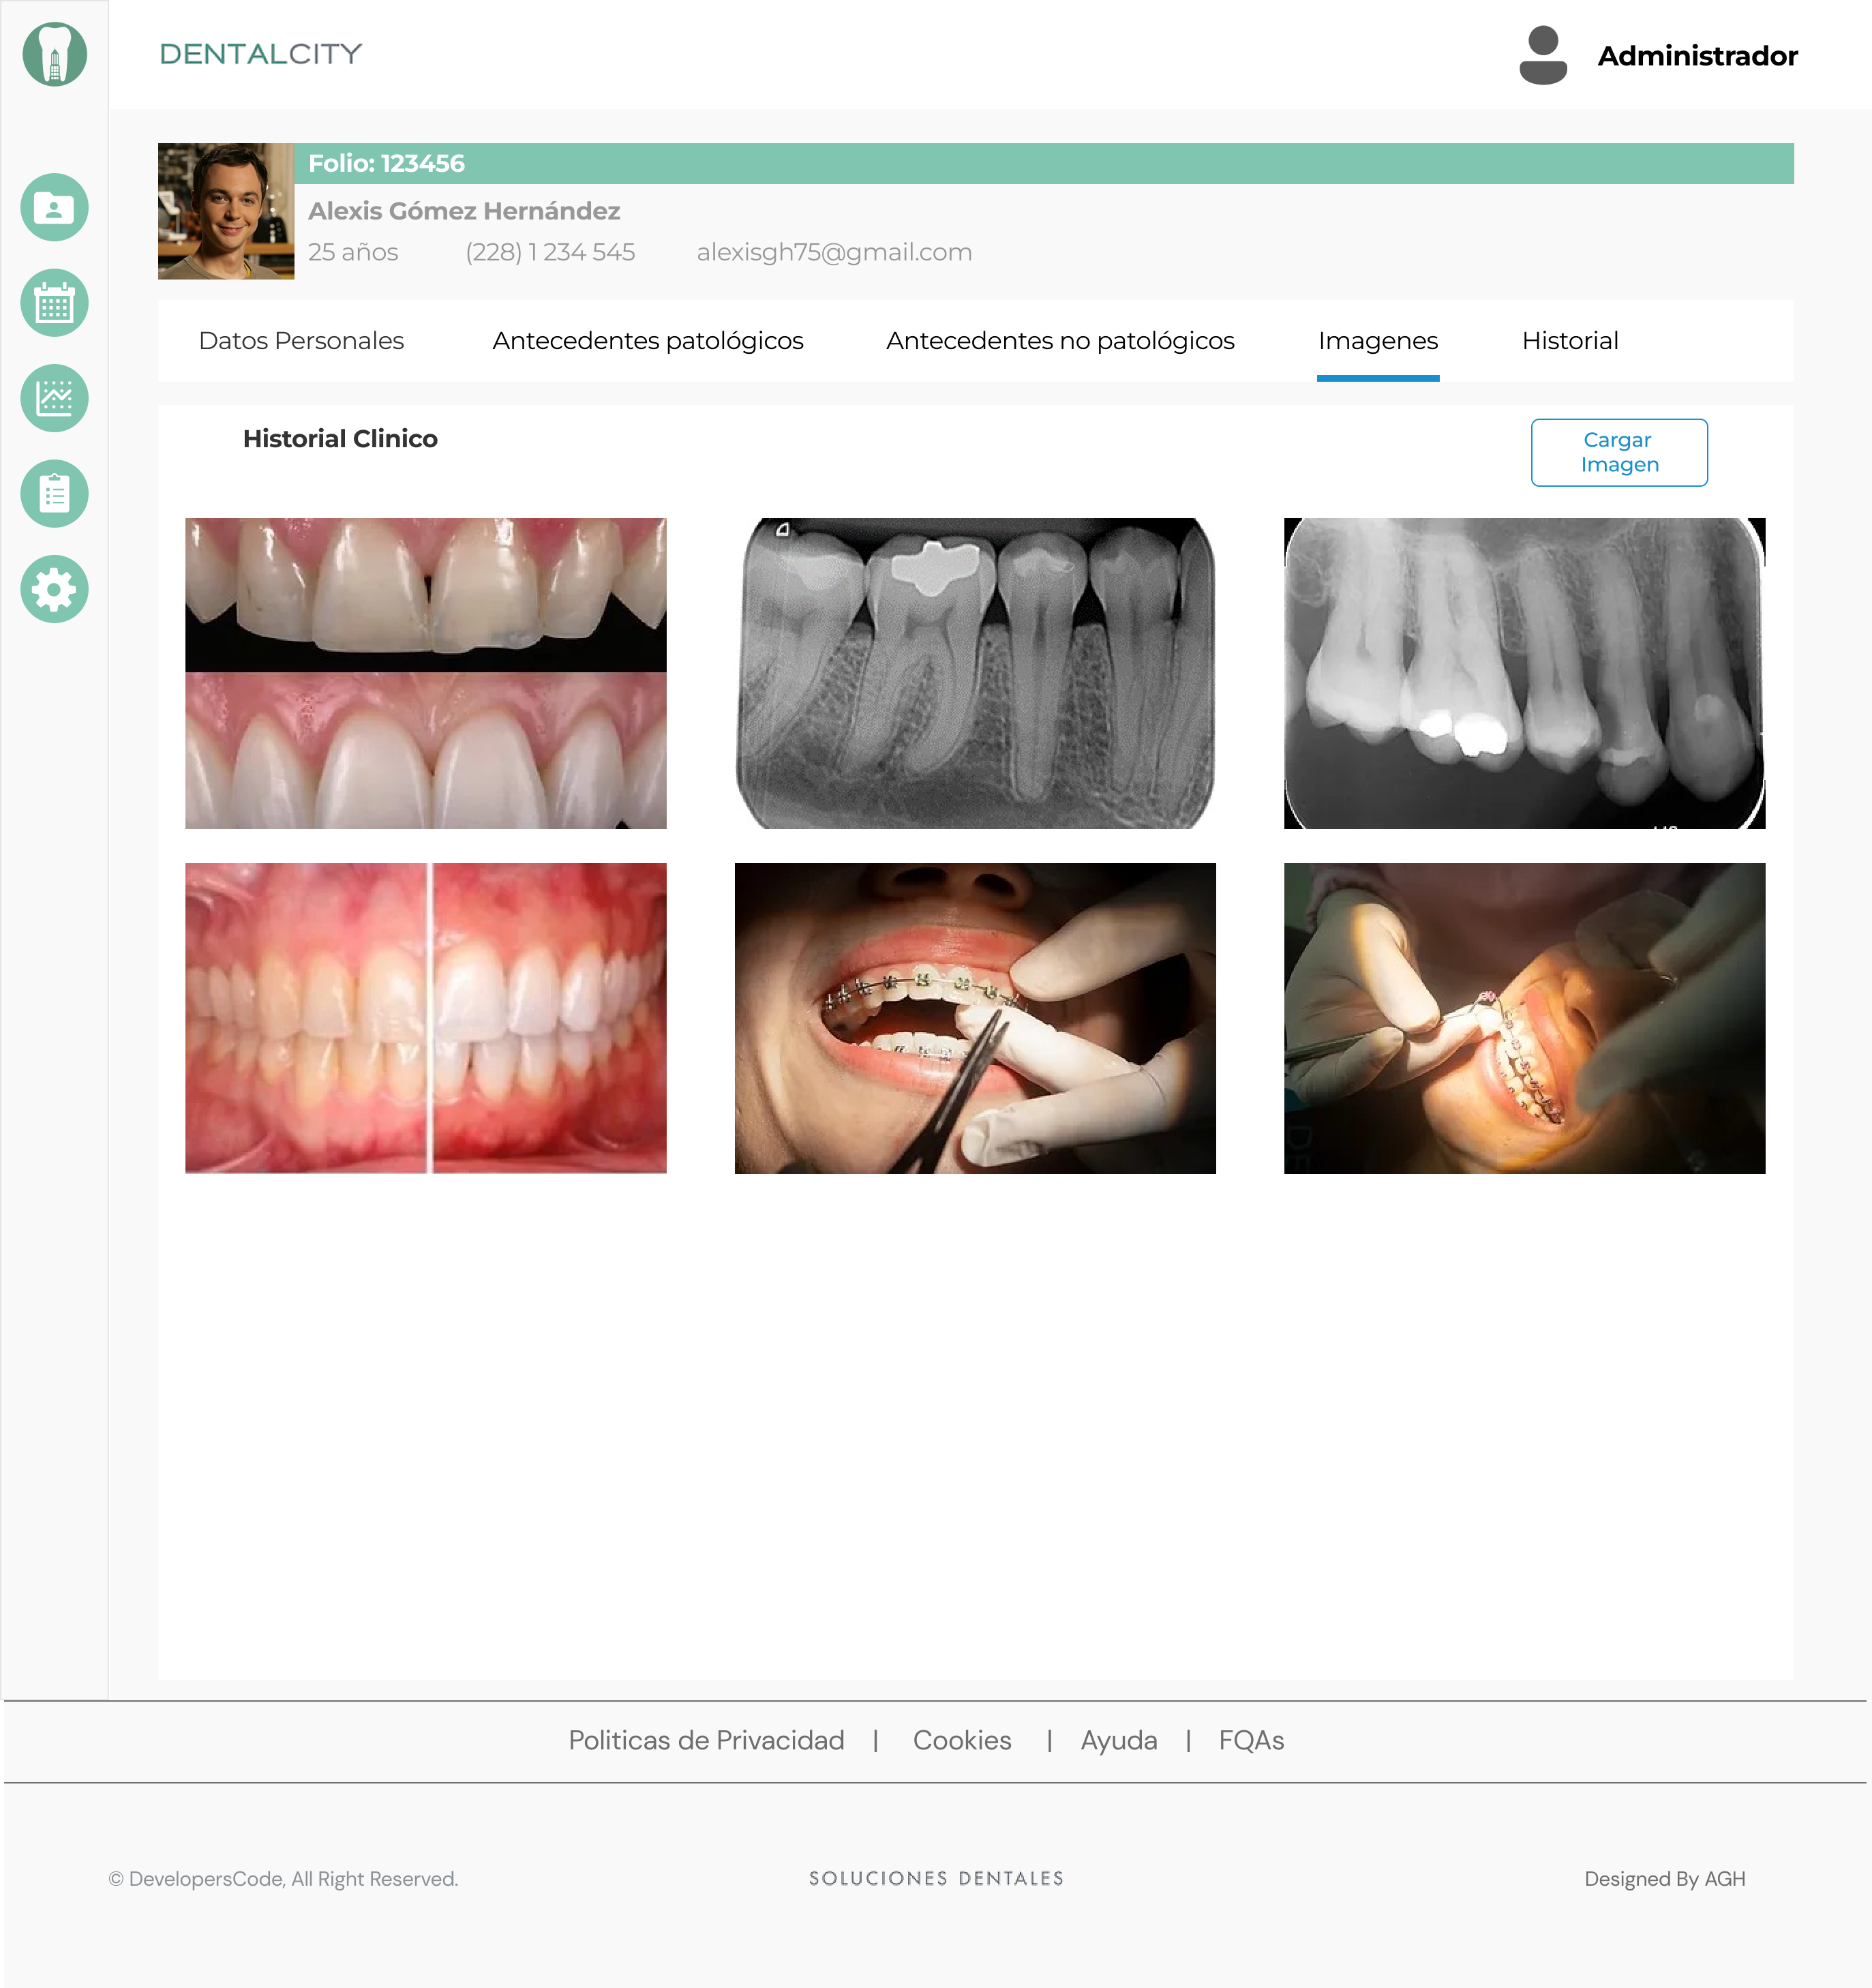 DENTALCITY
Administrador
Folio: 123456
Alexis Gómez Hernández
25 años (228) 1 234 545 alexisgh75@gmail.com
Datos Personales Antecedentes patológicos Antecedentes no patológicos Imagenes Historial
Historial Clinico
Cargar
Imagen
Politicas de Privacidad | Cookies | Ayuda | FQAs
© DevelopersCode, All Right Reserved.
SOLUCIONES DENTALES
Designed By AGH